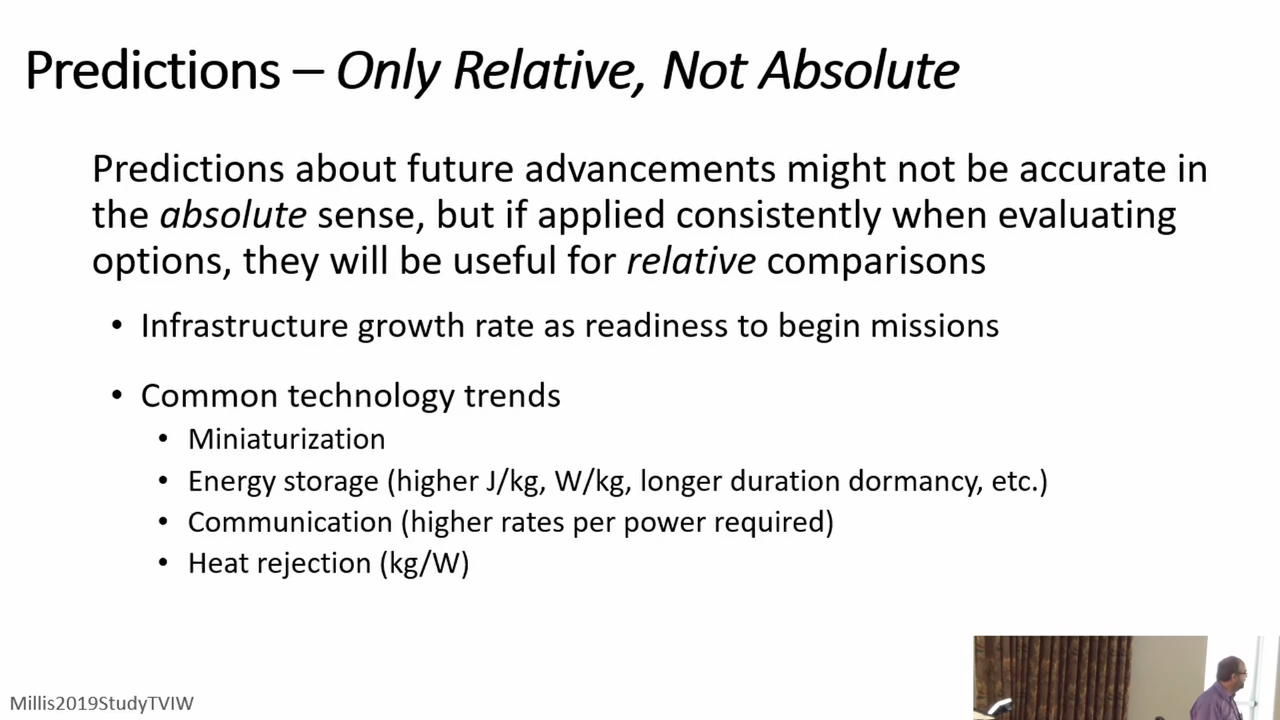 Predictions – Only Relative, Not Absolute
Predictions about future advancements might not be accurate in
the absolute sense, but if applied consistently when evaluating
options, they will be useful for relative comparisons
• Infrastructure growth rate as readiness to begin missions
• Common technology trends
• Miniaturization
• Energy storage (higher J/kg, W/kg, longer duration dormancy, etc.)
• Communication (higher rates per power required)
• Heat rejection (kg/W)
Millis2019StudyTVIW